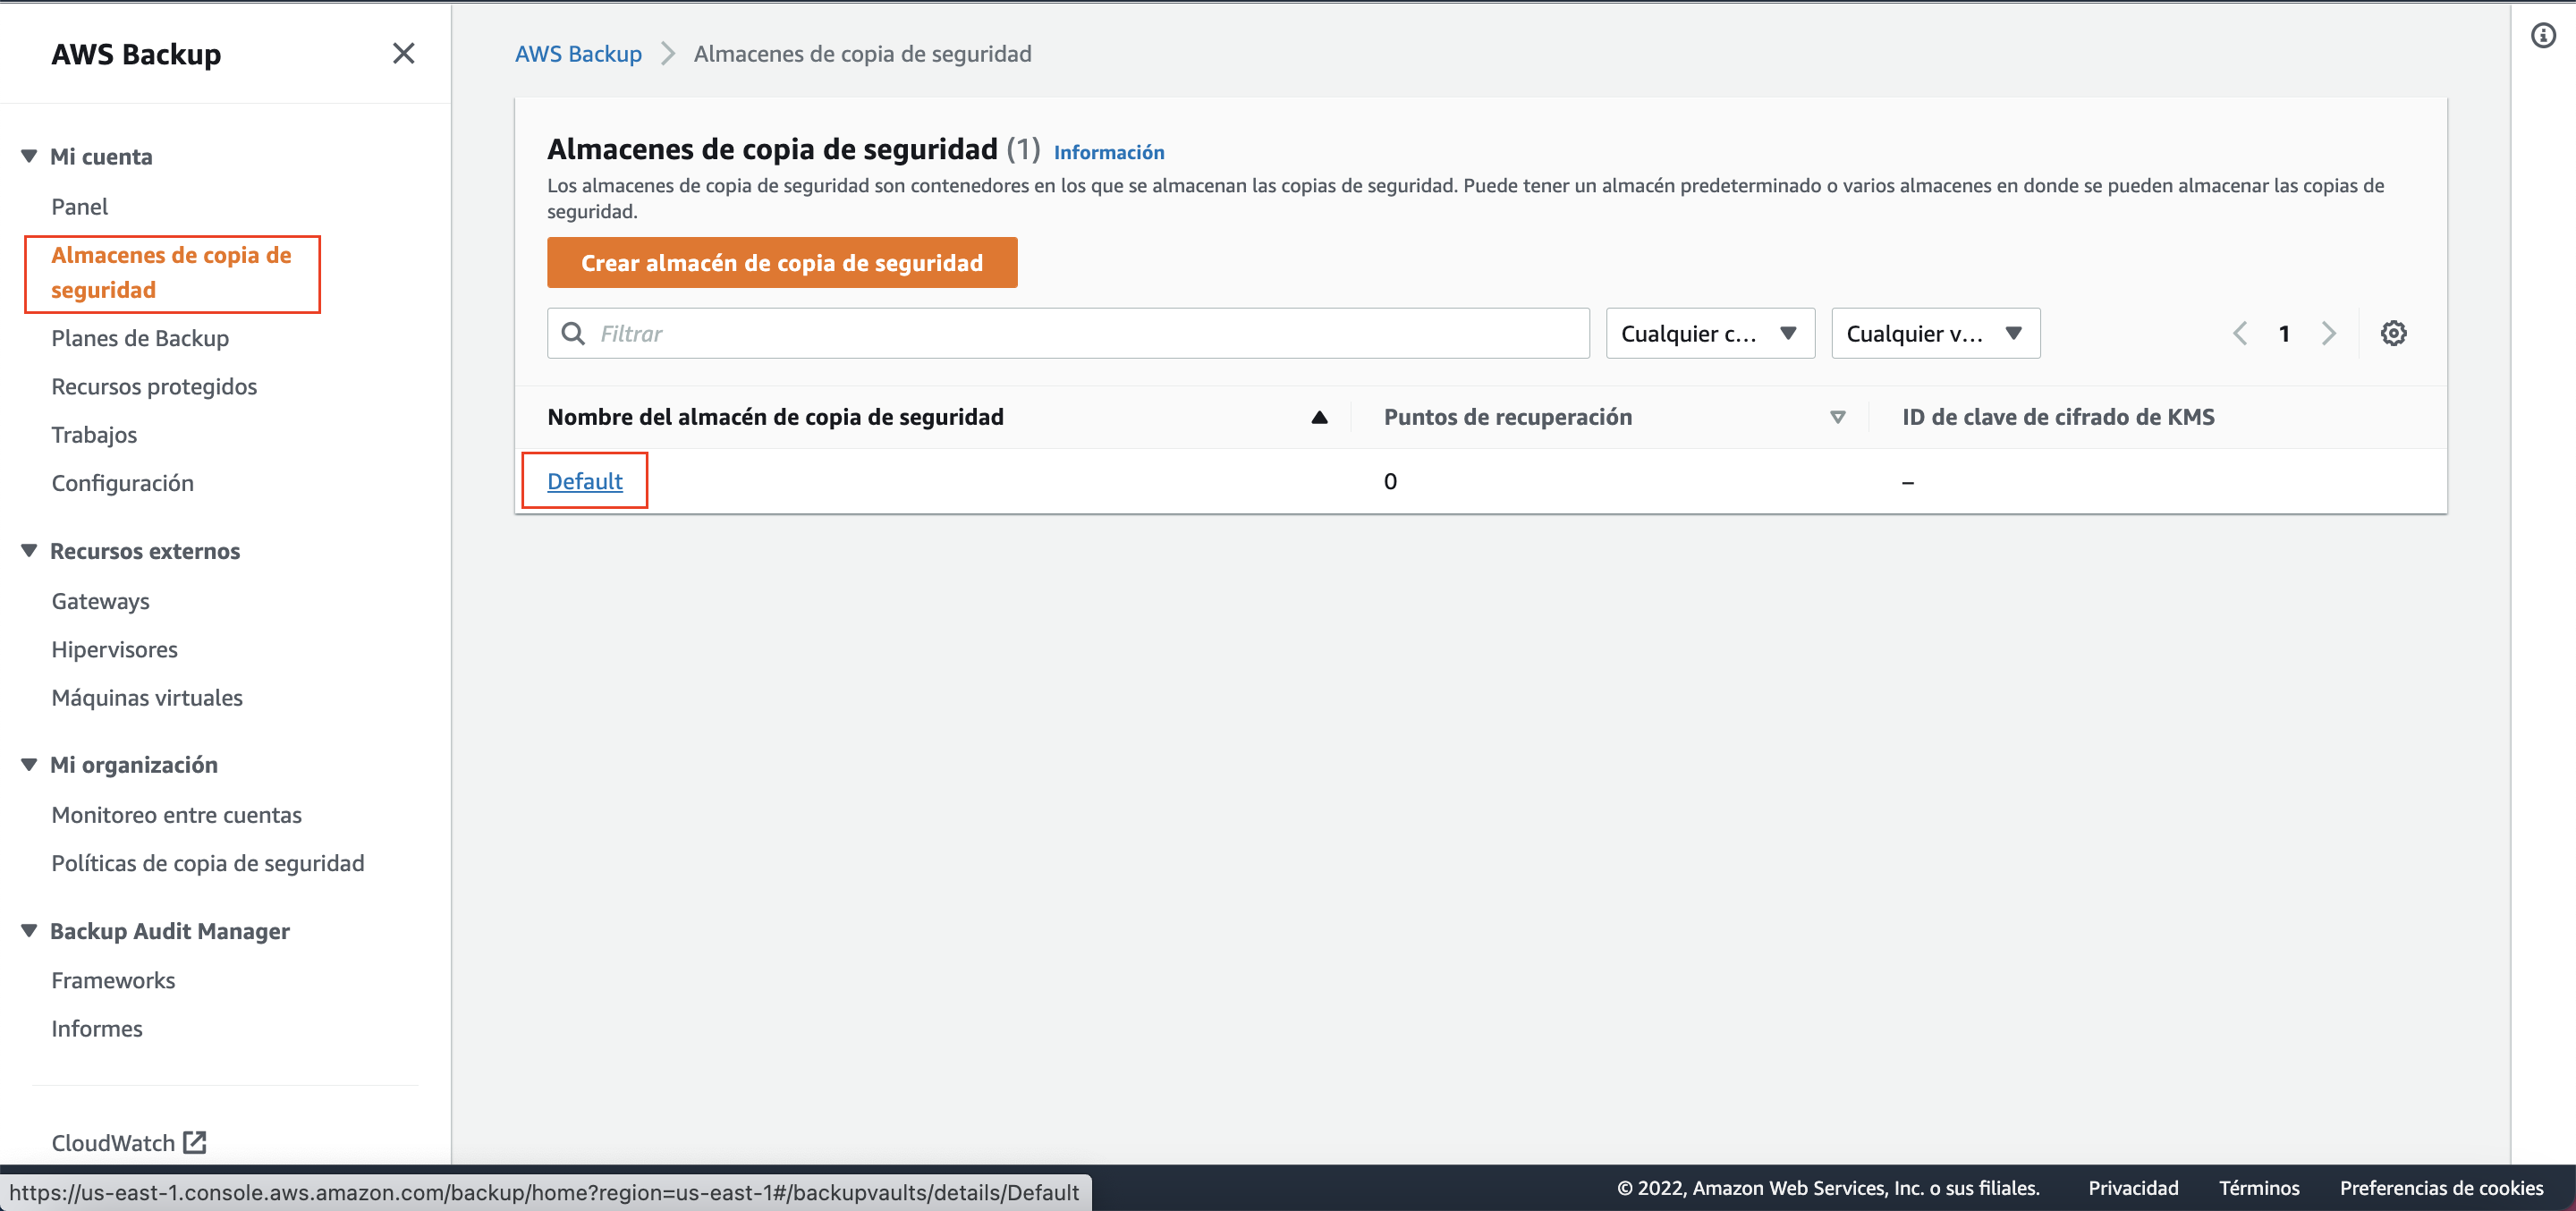 AWS Backup
Mi cuenta
Panel
Almacenes de copia de
seguridad
Planes de Backup
Recursos protegidos
Trabajos
Configuración
Recursos externos
Gateways
Hipervisores
Máquinas virtuales
Mi organización
Monitoreo entre cuentas
Políticas de copia de seguridad
Backup Audit Manager
Frameworks
Informes
CloudWatch
AWS Backup > Almacenes de copia de seguridad
Almacenes de copia de seguridad (1) Información
Los almacenes de copia de seguridad son contenedores en los que se almacenan las copias de seguridad. Puede tener un almacén predeterminado o varios almacenes en donde se pueden almacenar las copias de
seguridad.
Crear almacén de copia de seguridad
Filtrar Cualquier c... Cualquier v... 1
Nombre del almacén de copia de seguridad Puntos de recuperación ID de clave de cifrado de KMS
Default 0 –
https://us-east-1.console.aws.amazon.com/backup/home?region=us-east-1#/backupvaults/details/Default
© 2022, Amazon Web Services, Inc. o sus filiales. Privacidad Términos Preferencias de cookies